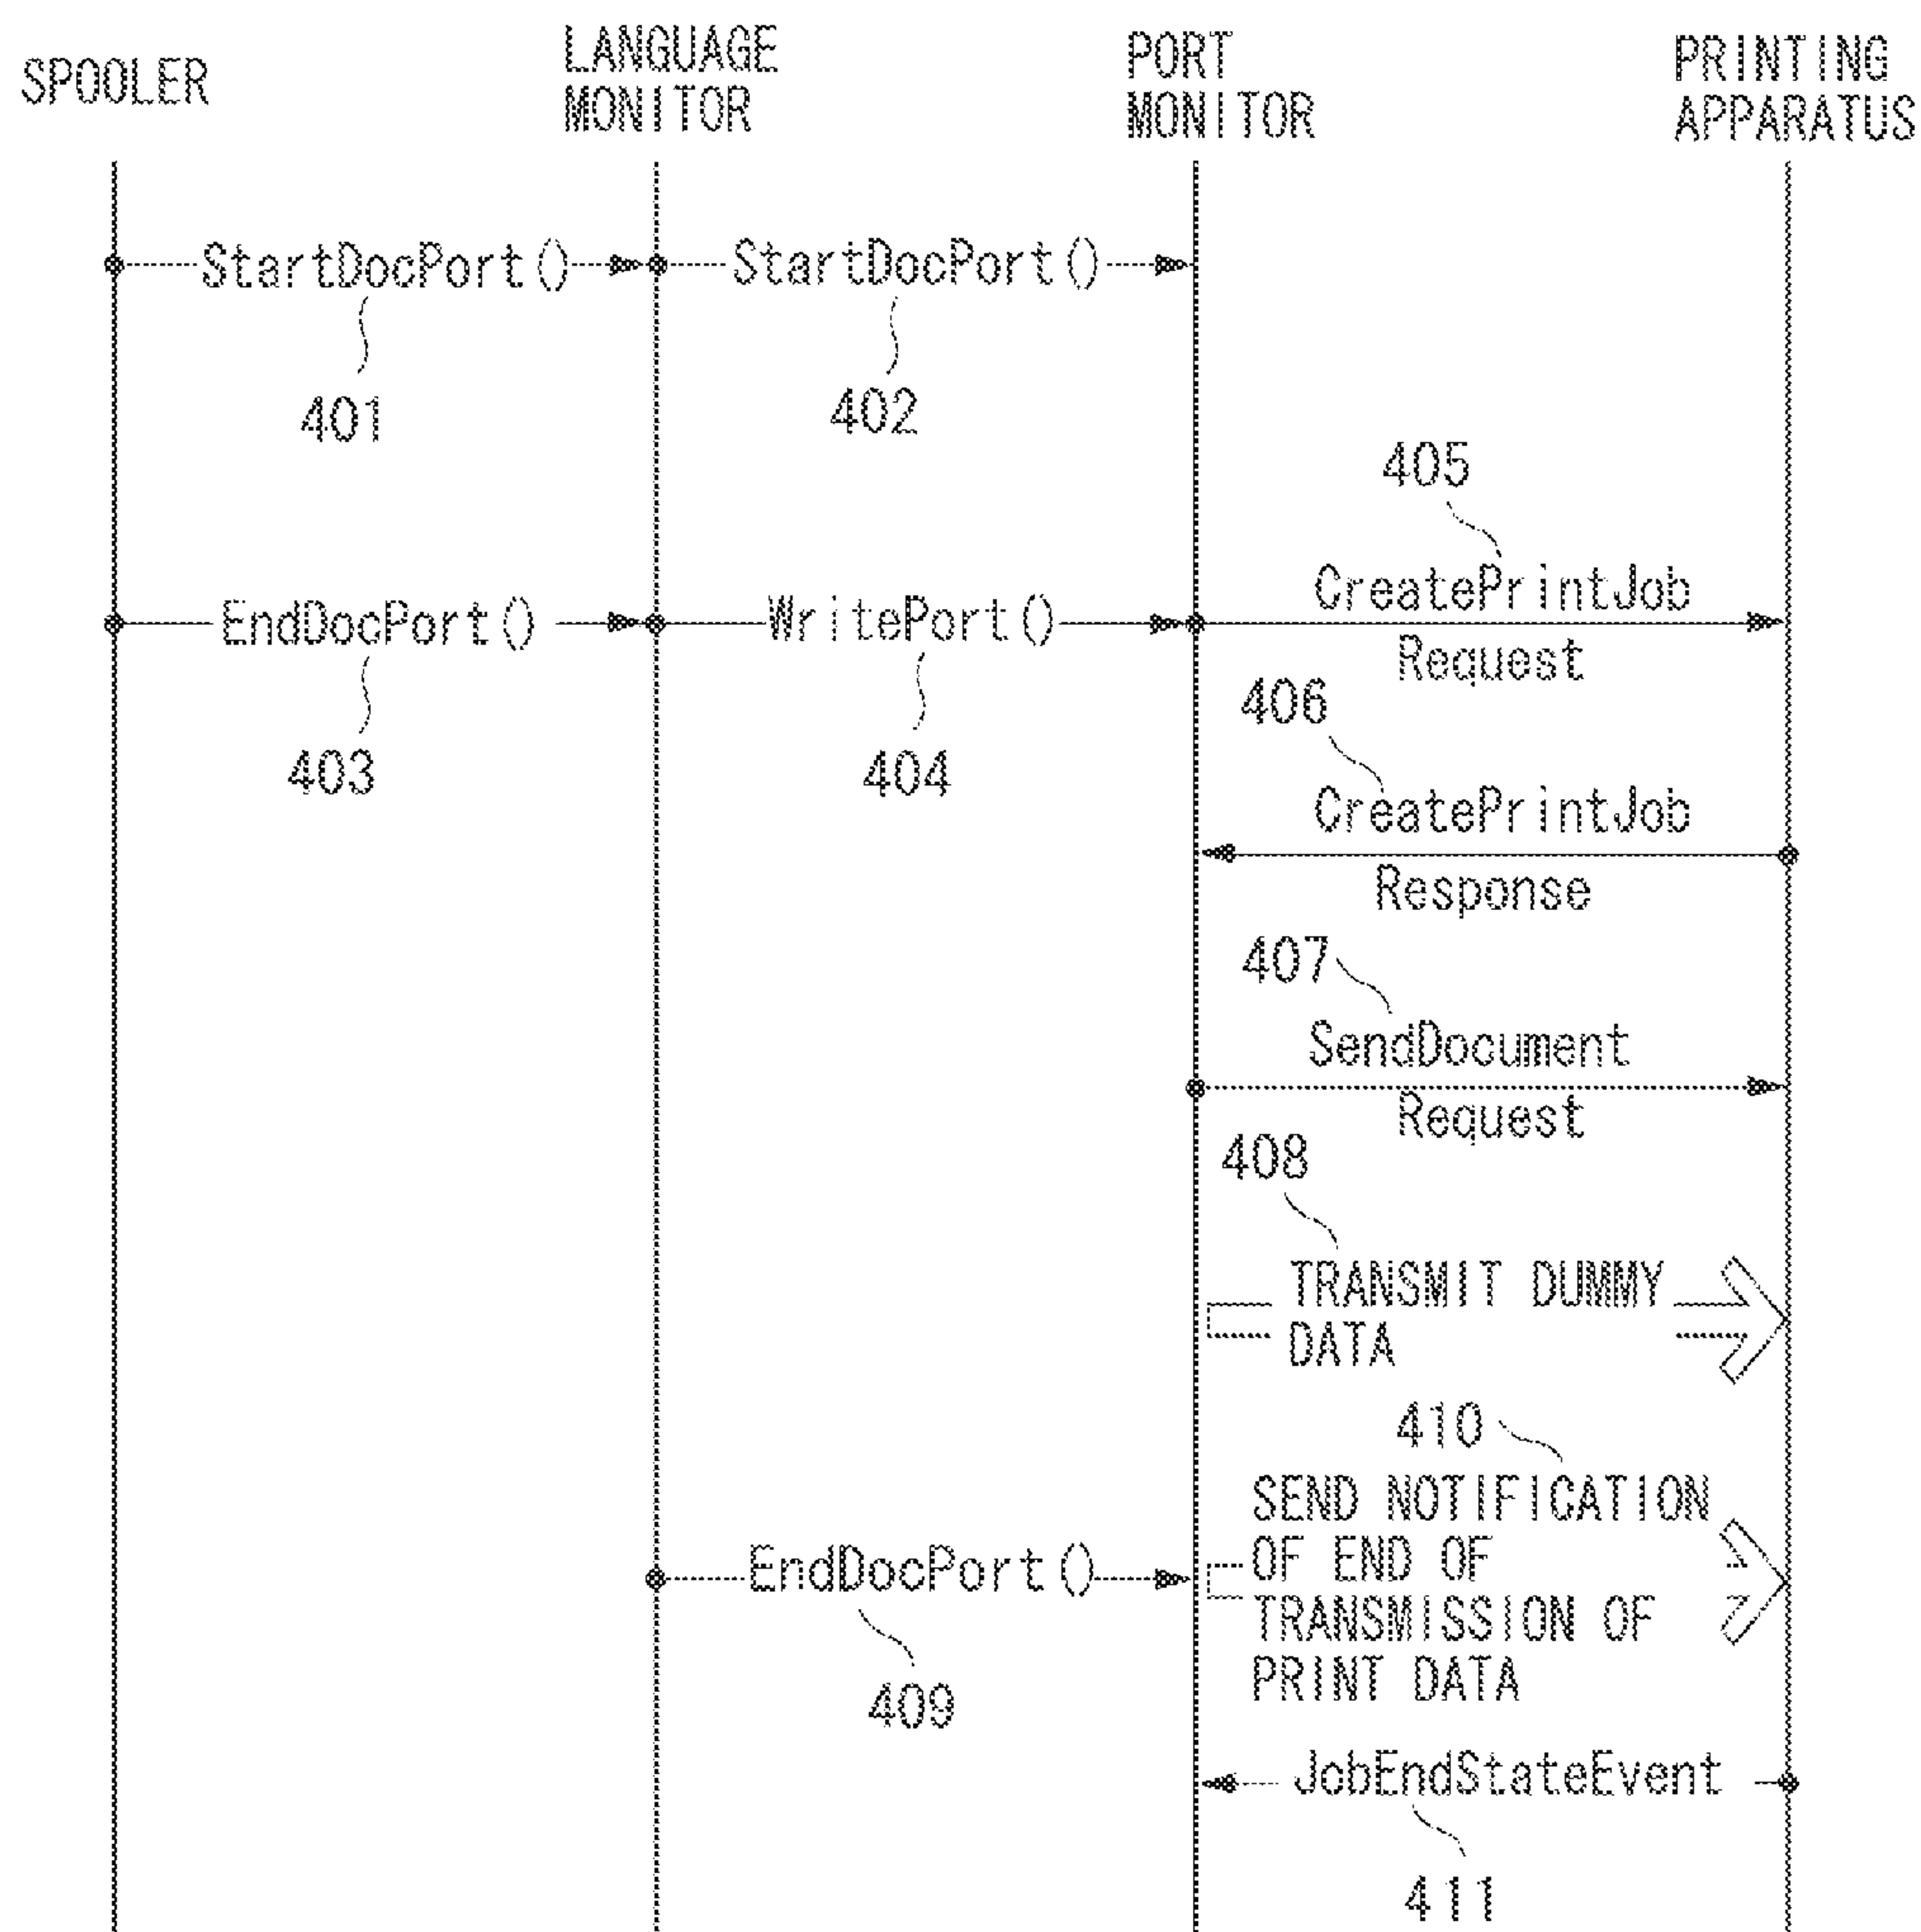 SPOOLER
LANGUAGE
MONITOR
PORT
MONITOR
PRINTING
APPARATUS
StartDocPort()
StartDocPort()
401
402
405
CreatePrintJob
EndDocPort()
WritePort()
Request
403
404
406
CreatePrintJob
Response
407
SendDocument
Request
408
TRANSMIT DUMMY
DATA
410
SEND NOTIFICATION
OF END OF
TRANSMISSION OF
PRINT DATA
EndDocPort()
409
JobEndStateEvent
411